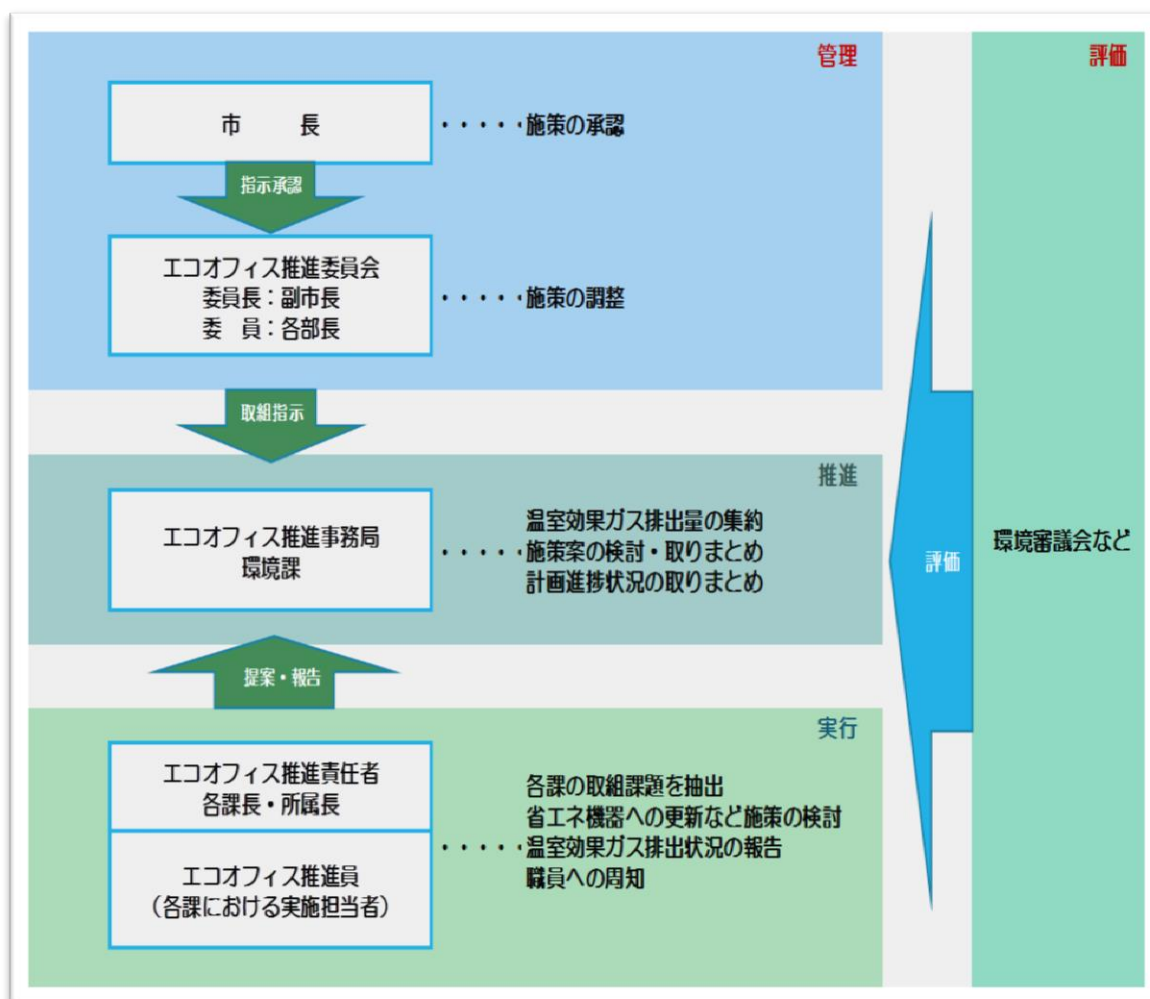 管理
市　　長
・・・・・施策の承認
指示承認
エコオフィス推進委員会
委員長：副市長
委　員：各部長
・・・・・施策の調整
取組指示
推進
エコオフィス推進事務局
環境課
温室効果ガス排出量の集約
・・・・・施策案の検討・取りまとめ
計画進捗状況の取りまとめ
提案・報告
実行
エコオフィス推進責任者
各課長・所属長
エコオフィス推進員
（各課における実施担当者）
各課の取組課題を抽出
省エネ機器への更新など施策の検討
・・・・・温室効果ガス排出状況の報告
職員への周知
評価
評価
環境審議会など